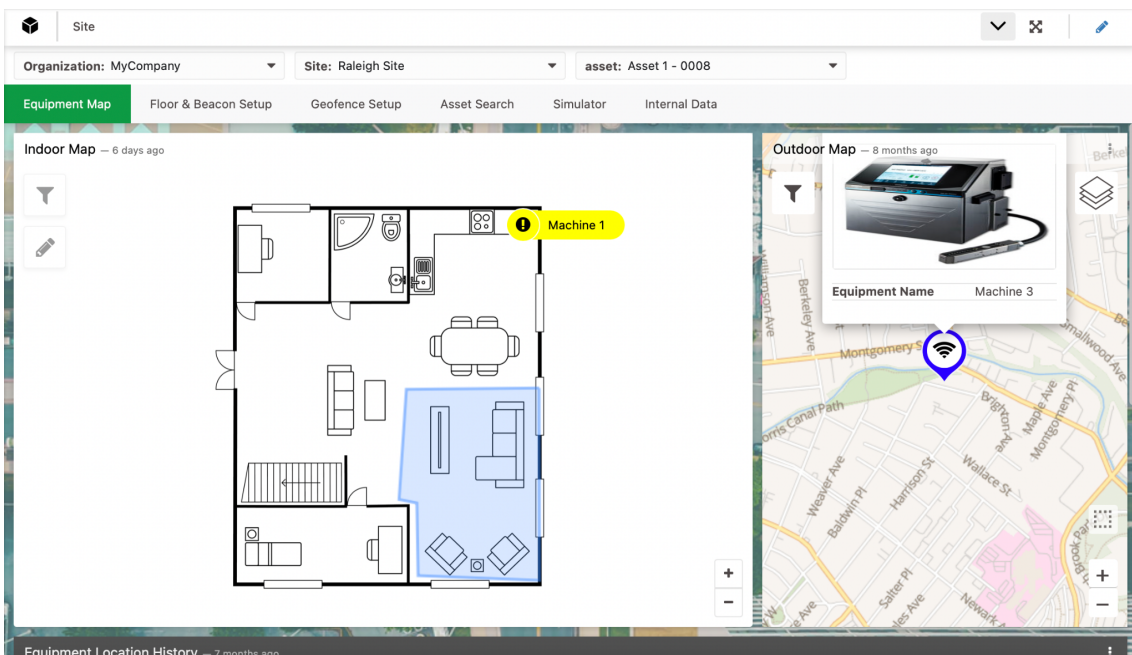 Site
Organization: MyCompany
Site: Raleigh Site
asset: Asset 1 - 0008
Equipment Map
Floor & Beacon Setup
Geofence Setup
Asset Search
Simulator
Internal Data
Indoor Map — 6 days ago
Machine 1
Outdoor Map — 8 months ago
Equipment Name Machine 3
Berkeley Ave
Montgomery S
Smallwood Ave
Canal Path
Brighton Ave
Maple Ave
Montgomery Pl
Wallace St
Harrison St
Weaver Ave
Baldwin Pl
Salter Pl
Newark A
Equipment Location History — 7 months ago